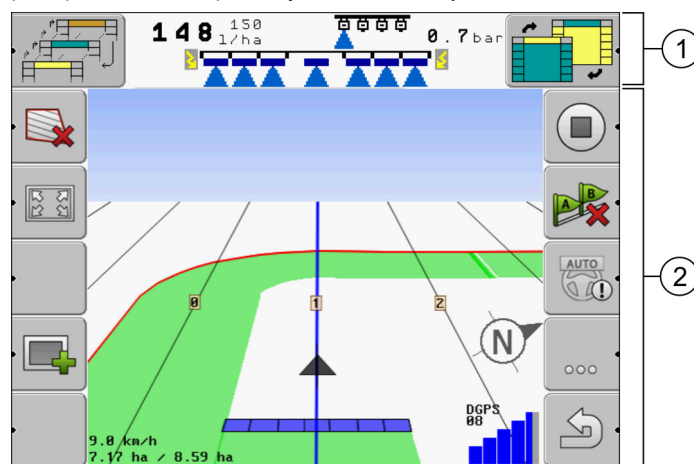 148 150 l/ha 0.7bar
1
A B
AUTO
0 1 2
N
2
DGPS
08
9.0 km/h
7.17 ha / 8.59 ha